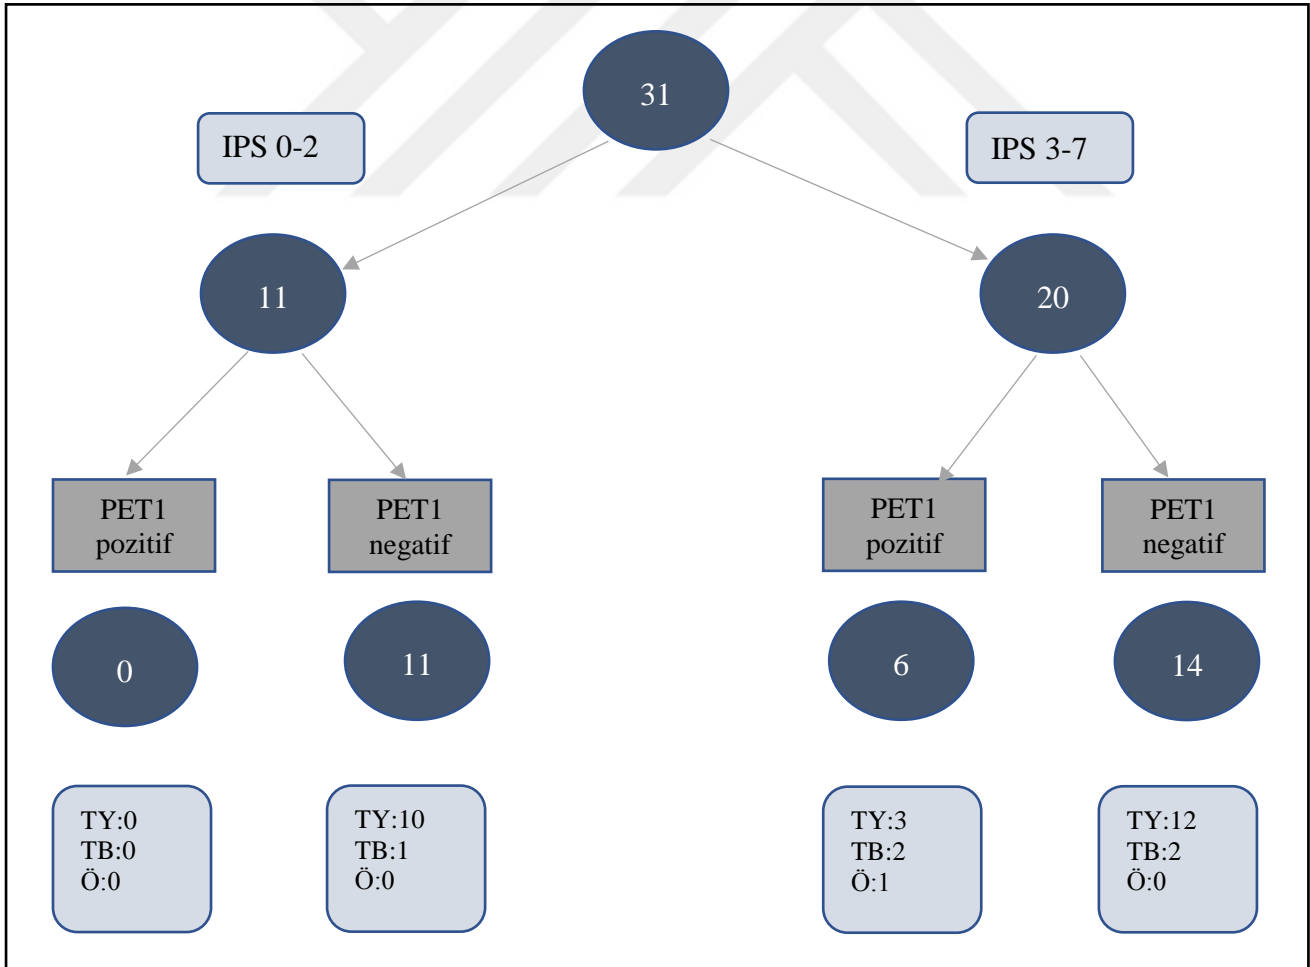 31
IPS 0-2
IPS 3-7
11
20
PET1
pozitif
PET1
negatif
PET1
pozitif
PET1
negatif
0
11
6
14
TY:0
TB:0
Ö:0
TY:10
TB:1
Ö:0
TY:3
TB:2
Ö:1
TY:12
TB:2
Ö:0